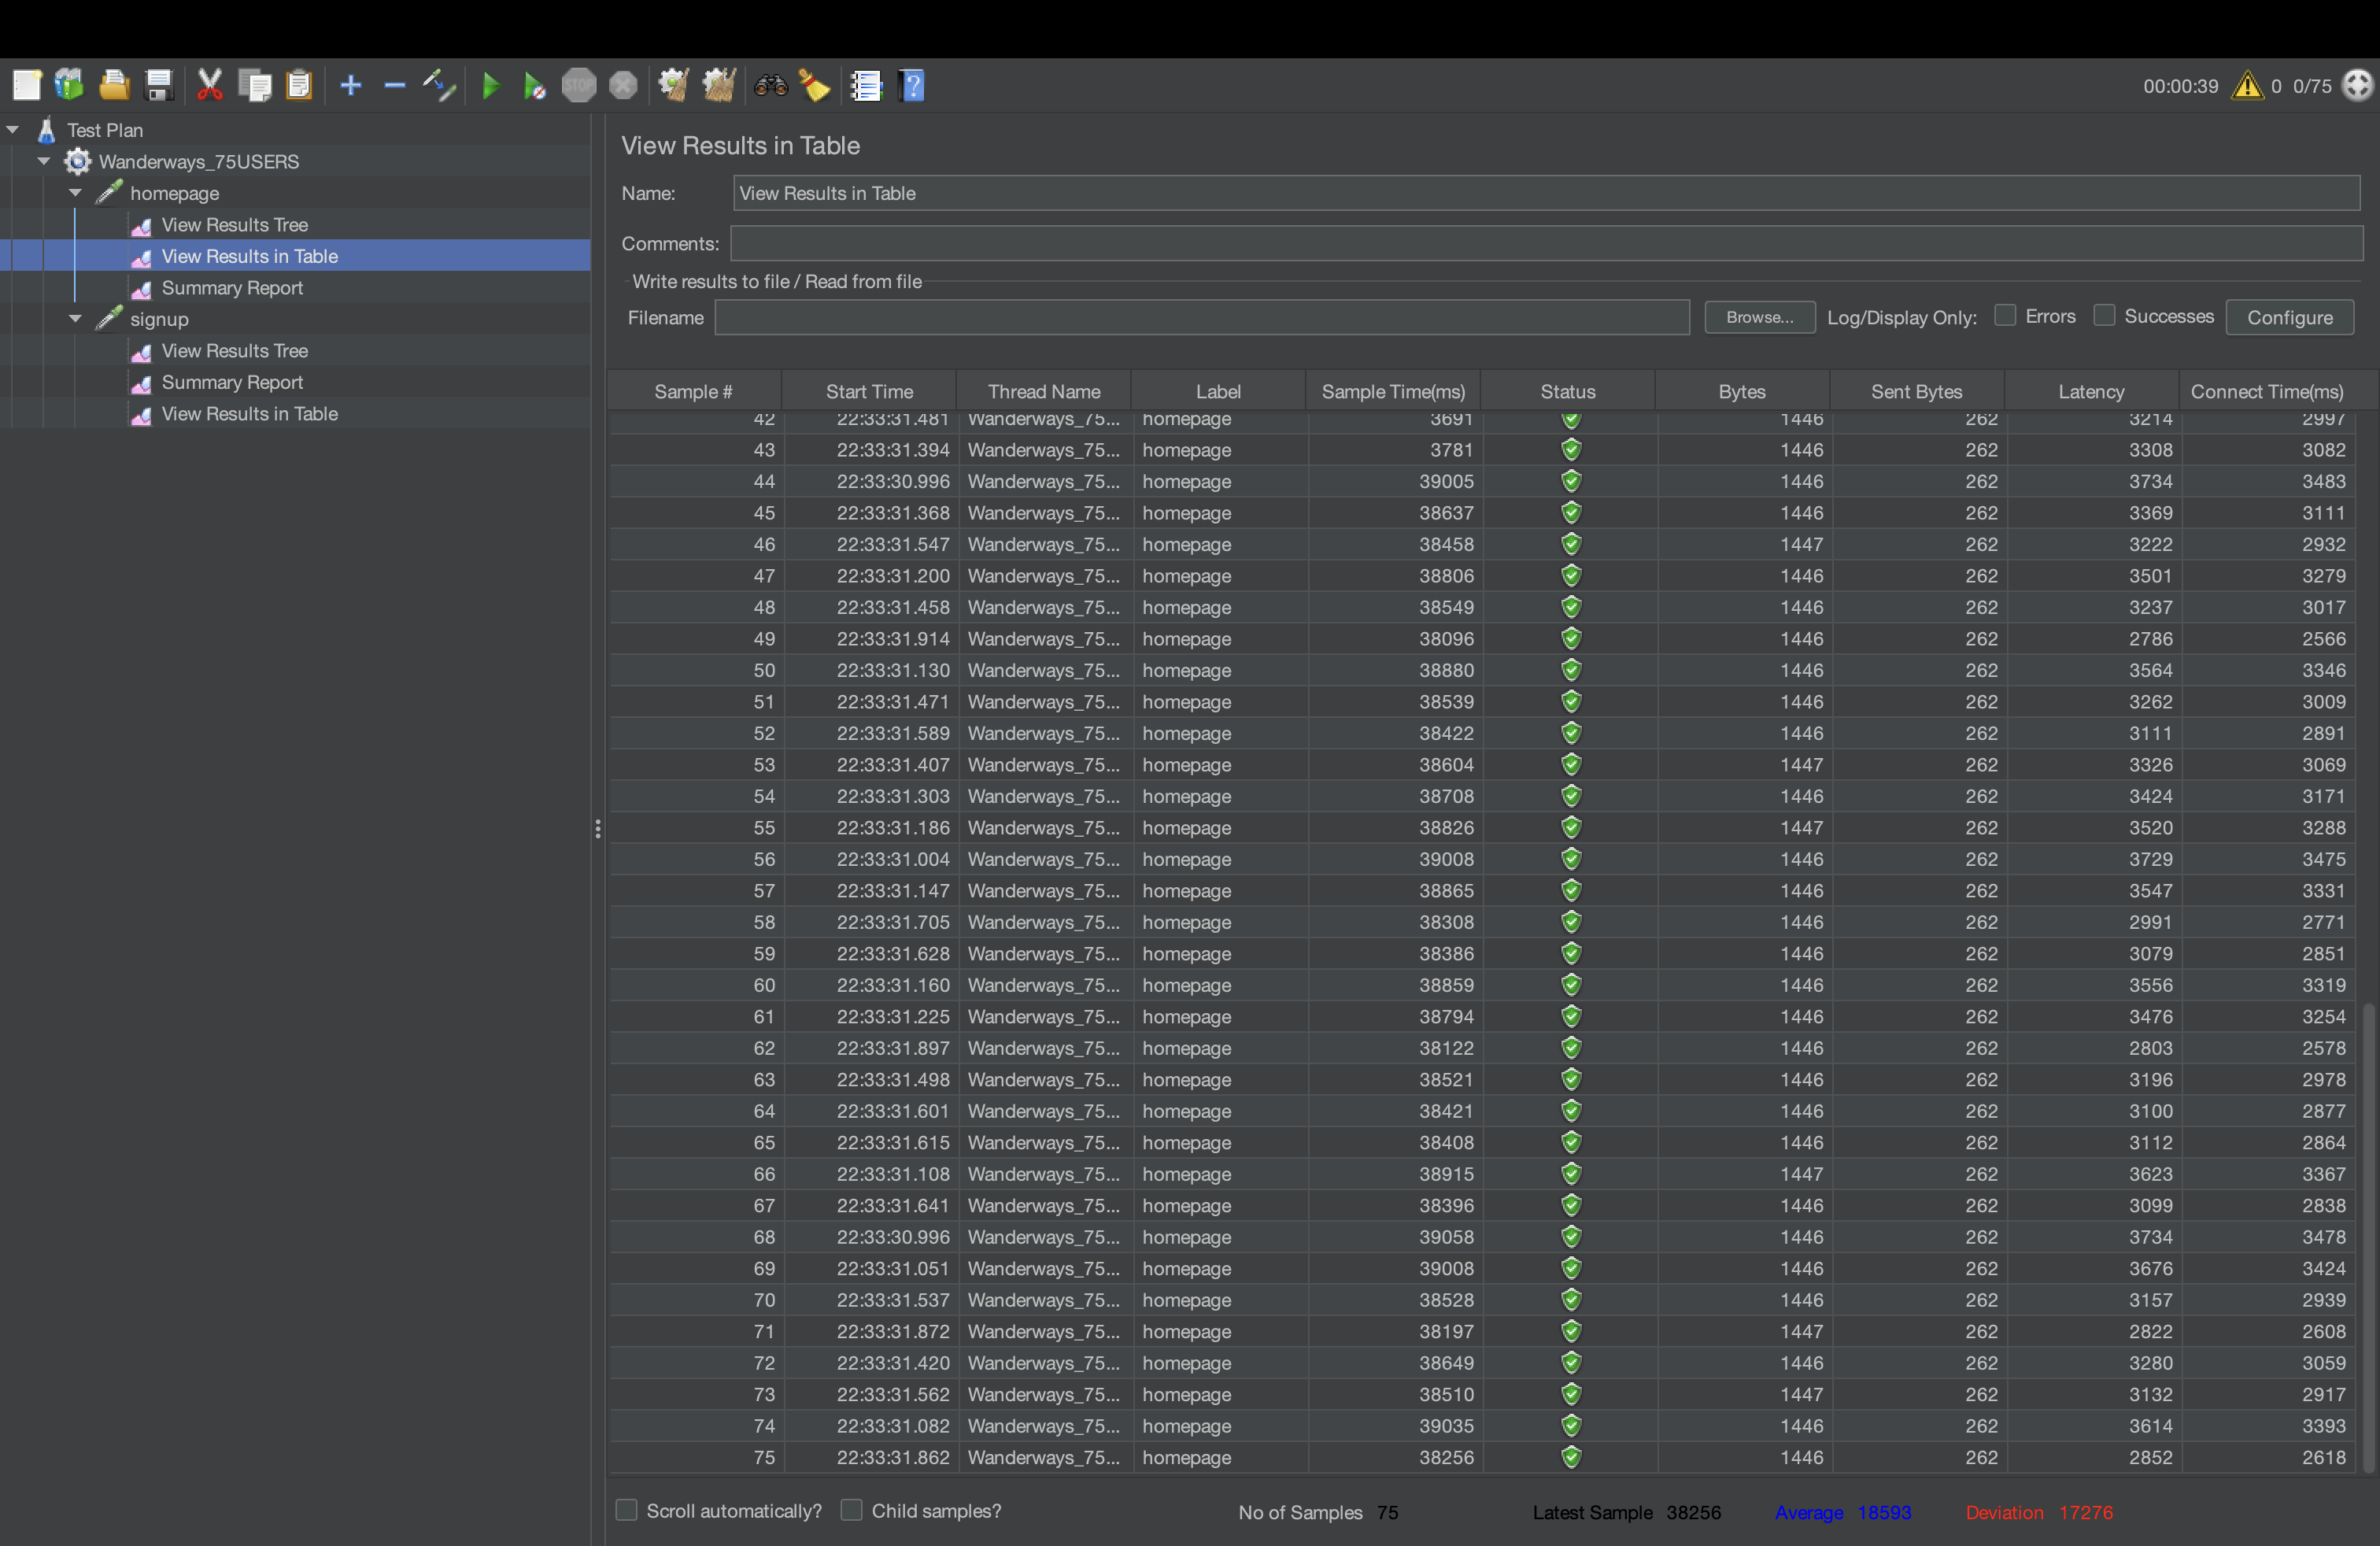 STOP
?
00:00:39 0 0/75
Test Plan
Wanderways_75USERS
homepage
View Results Tree
View Results in Table
Summary Report
signup
View Results Tree
Summary Report
View Results in Table
View Results in Table
Name: View Results in Table
Comments:
Write results to file / Read from file
Filename Browse... Log/Display Only: Errors Successes Configure
Sample # Start Time Thread Name Label Sample Time(ms) Status Bytes Sent Bytes Latency Connect Time(ms)
42 22:33:31.481 Wanderways_75... homepage 3691 1446 262 3214 2997
43 22:33:31.394 Wanderways_75... homepage 3781 1446 262 3308 3082
44 22:33:30.996 Wanderways_75... homepage 39005 1446 262 3734 3483
45 22:33:31.368 Wanderways_75... homepage 38637 1446 262 3369 3111
46 22:33:31.547 Wanderways_75... homepage 38458 1447 262 3222 2932
47 22:33:31.200 Wanderways_75... homepage 38806 1446 262 3501 3279
48 22:33:31.458 Wanderways_75... homepage 38549 1446 262 3237 3017
49 22:33:31.914 Wanderways_75... homepage 38096 1446 262 2786 2566
50 22:33:31.130 Wanderways_75... homepage 38880 1446 262 3564 3346
51 22:33:31.471 Wanderways_75... homepage 38539 1446 262 3262 3009
52 22:33:31.589 Wanderways_75... homepage 38422 1446 262 3111 2891
53 22:33:31.407 Wanderways_75... homepage 38604 1447 262 3326 3069
54 22:33:31.303 Wanderways_75... homepage 38708 1446 262 3424 3171
55 22:33:31.186 Wanderways_75... homepage 38826 1447 262 3520 3288
56 22:33:31.004 Wanderways_75... homepage 39008 1446 262 3729 3475
57 22:33:31.147 Wanderways_75... homepage 38865 1446 262 3547 3331
58 22:33:31.705 Wanderways_75... homepage 38308 1446 262 2991 2771
59 22:33:31.628 Wanderways_75... homepage 38386 1446 262 3079 2851
60 22:33:31.160 Wanderways_75... homepage 38859 1446 262 3556 3319
61 22:33:31.225 Wanderways_75... homepage 38794 1446 262 3476 3254
62 22:33:31.897 Wanderways_75... homepage 38122 1446 262 2803 2578
63 22:33:31.498 Wanderways_75... homepage 38521 1446 262 3196 2978
64 22:33:31.601 Wanderways_75... homepage 38421 1446 262 3100 2877
65 22:33:31.615 Wanderways_75... homepage 38408 1446 262 3112 2864
66 22:33:31.108 Wanderways_75... homepage 38915 1447 262 3623 3367
67 22:33:31.641 Wanderways_75... homepage 38396 1446 262 3099 2838
68 22:33:30.996 Wanderways_75... homepage 39058 1446 262 3734 3478
69 22:33:31.051 Wanderways_75... homepage 39008 1446 262 3676 3424
70 22:33:31.537 Wanderways_75... homepage 38528 1446 262 3157 2939
71 22:33:31.872 Wanderways_75... homepage 38197 1447 262 2822 2608
72 22:33:31.420 Wanderways_75... homepage 38649 1446 262 3280 3059
73 22:33:31.562 Wanderways_75... homepage 38510 1447 262 3132 2917
74 22:33:31.082 Wanderways_75... homepage 39035 1446 262 3614 3393
75 22:33:31.862 Wanderways_75... homepage 38256 1446 262 2852 2618
Scroll automatically? Child samples? No of Samples 75 Latest Sample 38256 Average 18593 Deviation 17276